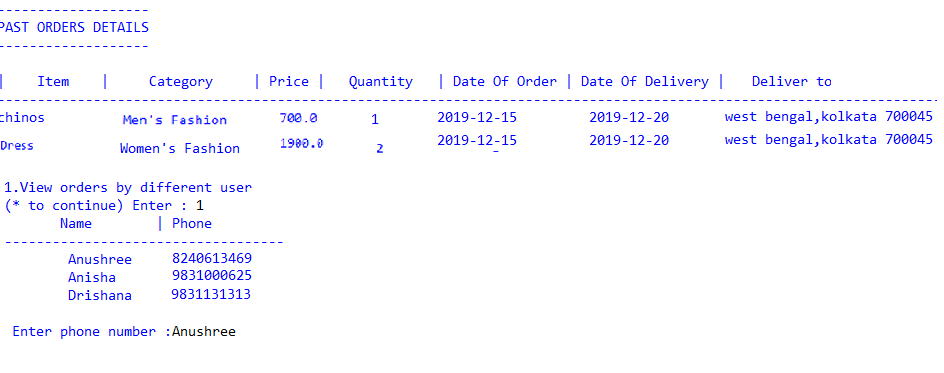 -------------------
PAST ORDERS DETAILS
-------------------
| Item | Category | Price | Quantity | Date Of Order | Date Of Delivery | Deliver to
----------------------------------------------------------------------------------------------------------------------
chinos Men's Fashion 700.0 1 2019-12-15 2019-12-20 west bengal,kolkata 700045
Dress Women's Fashion 1900.0 2 2019-12-15 2019-12-20 west bengal,kolkata 700045
1.View orders by different user
(* to continue) Enter : 1
Name | Phone
-----------------------------------
Anushree 8240613469
Anisha 9831000625
Drishana 9831131313
Enter phone number :Anushree